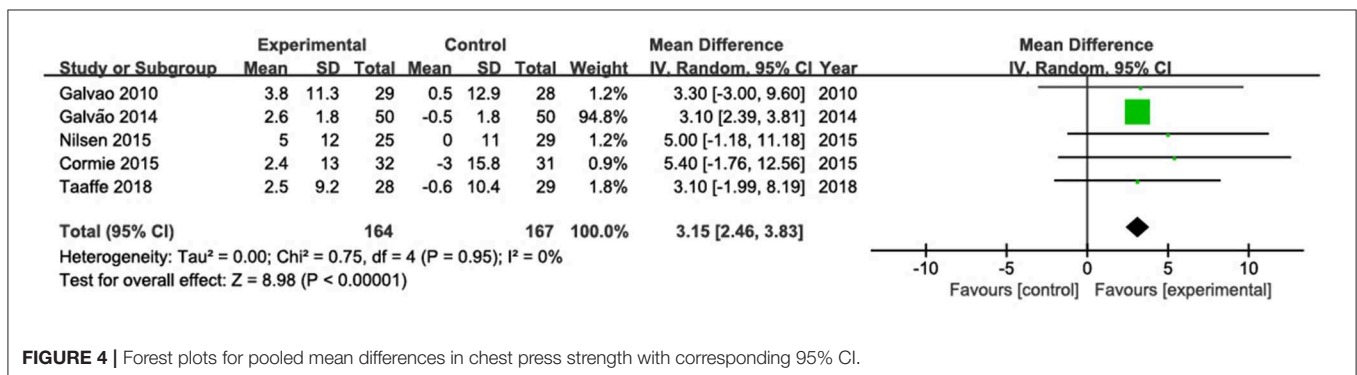 Experimental Control Mean Difference Mean Difference
Study or Subgroup Mean SD Total Mean SD Total Weight IV, Random, 95% CI Year IV, Random, 95% CI
Galvao 2010 3.8 11.3 29 0.5 12.9 28 1.2% 3.30 [-3.00, 9.60] 2010
Galvão 2014 2.6 1.8 50 -0.5 1.8 50 94.8% 3.10 [2.39, 3.81] 2014
Nilsen 2015 5 12 25 0 11 29 1.2% 5.00 [-1.18, 11.18] 2015
Cormie 2015 2.4 13 32 -3 15.8 31 0.9% 5.40 [-1.76, 12.56] 2015
Taaffe 2018 2.5 9.2 28 -0.6 10.4 29 1.8% 3.10 [-1.99, 8.19] 2018
Total (95% CI) 164 167 100.0% 3.15 [2.46, 3.83]
Heterogeneity: Tau² = 0.00; Chi² = 0.75, df = 4 (P = 0.95); I² = 0%
Test for overall effect: Z = 8.98 (P < 0.00001)
-10 -5 0 5 10
Favours [control] Favours [experimental]
FIGURE 4 | Forest plots for pooled mean differences in chest press strength with corresponding 95% CI.